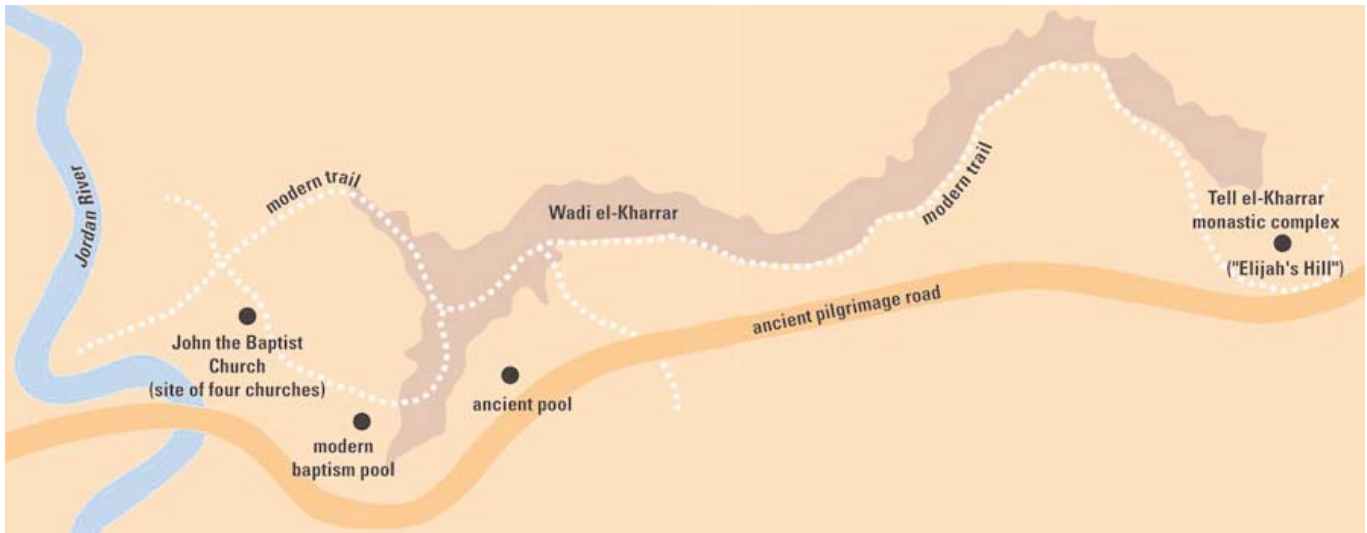 Jordan River
modern trail
Wadi el-Kharrar
modern trail
Tell el-Kharrar
monastic complex
("Elijah's Hill")
ancient pilgrimage road
John the Baptist
Church
(site of four churches)
ancient pool
modern
baptism pool